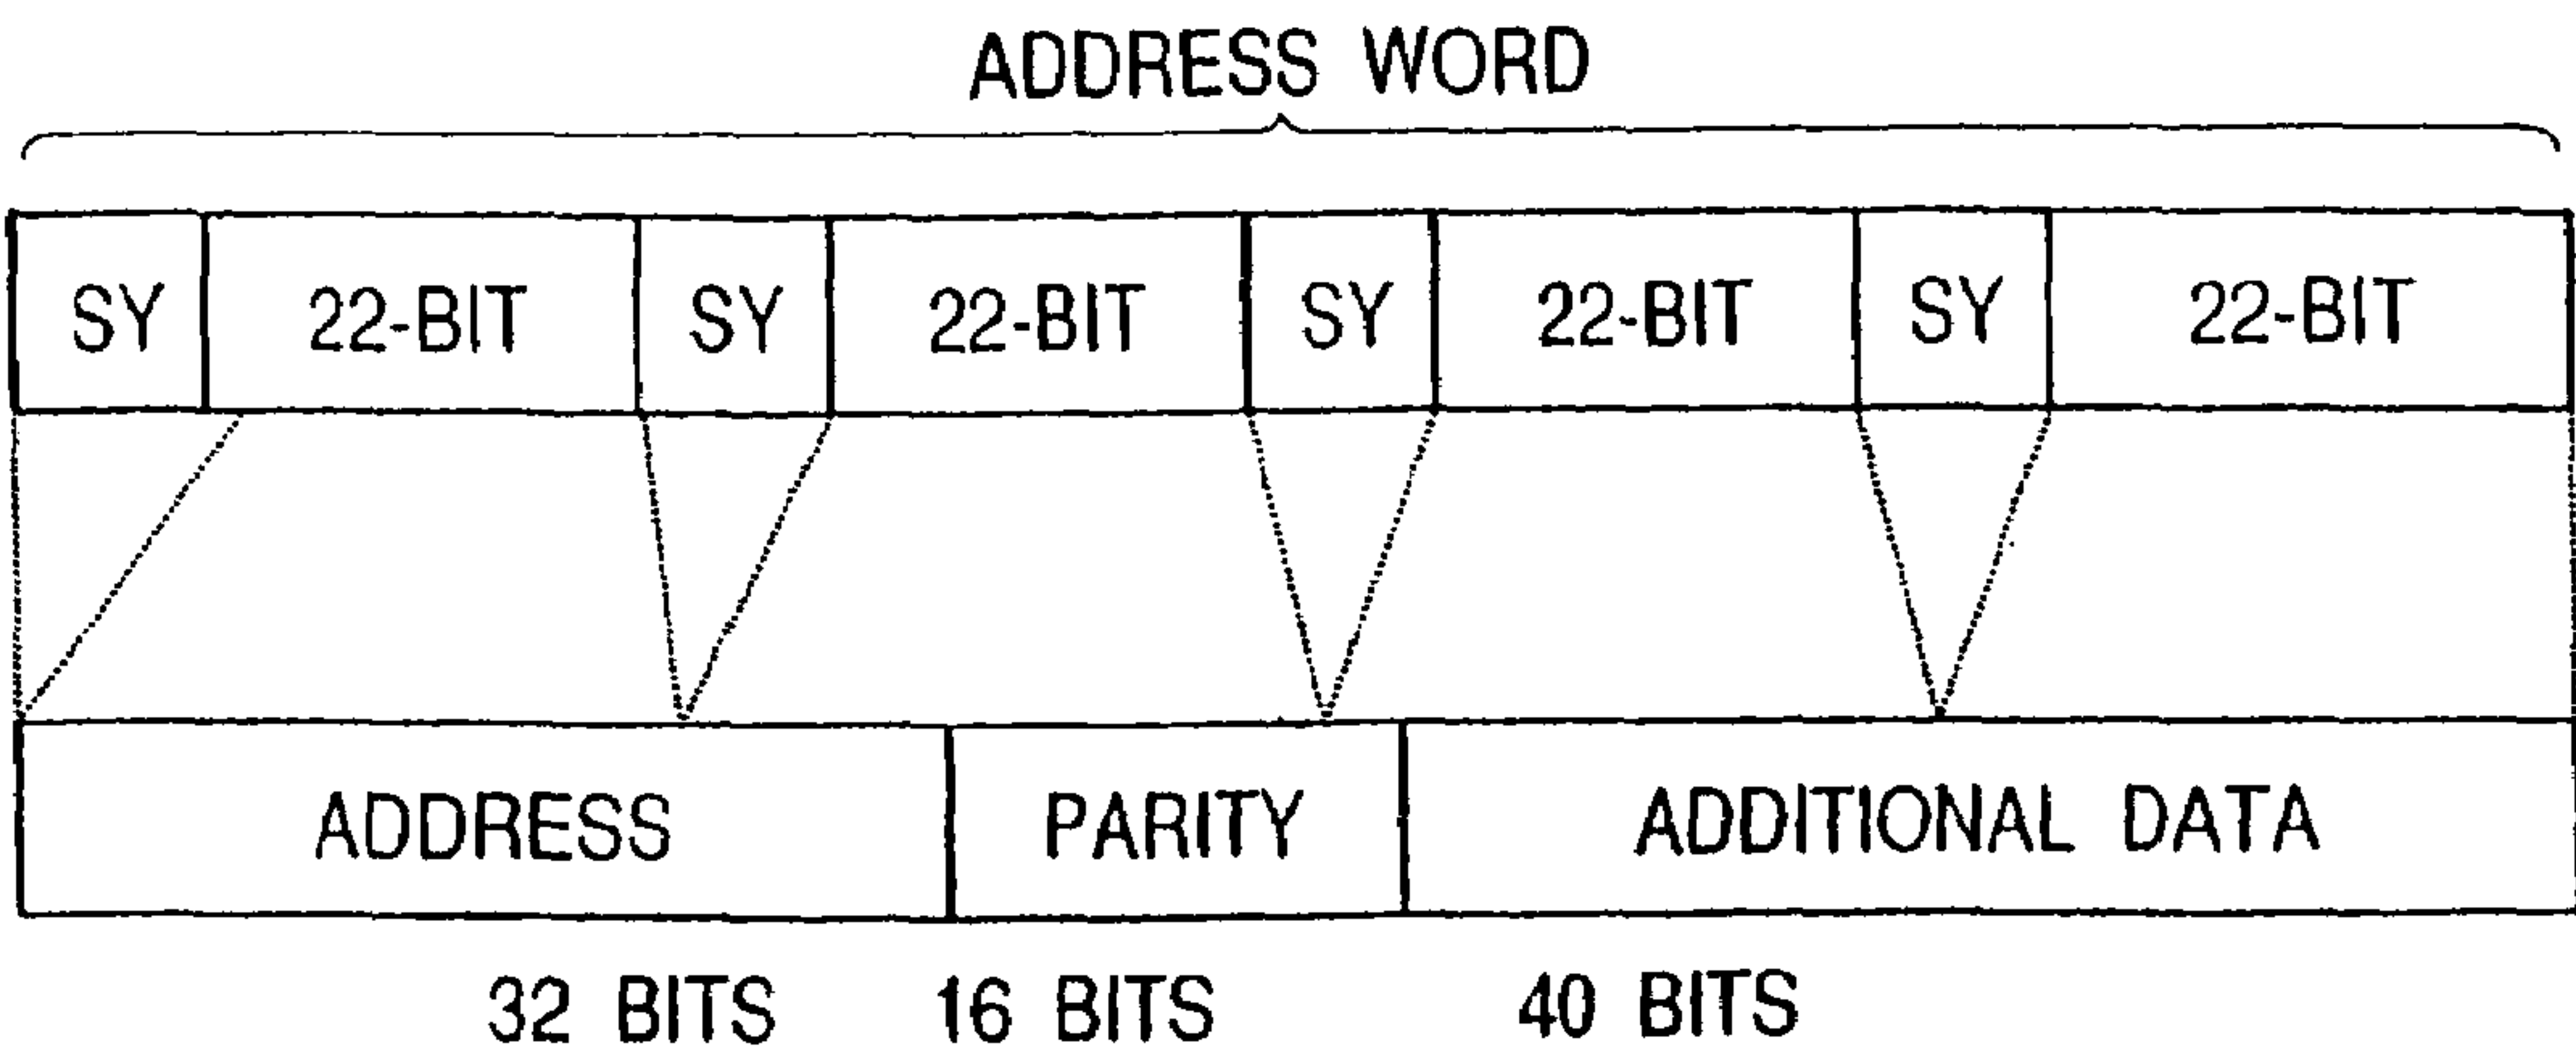 ADDRESS WORD
SY 22-BIT SY 22-BIT SY 22-BIT SY 22-BIT
ADDRESS PARITY ADDITIONAL DATA
32 BITS 16 BITS 40 BITS